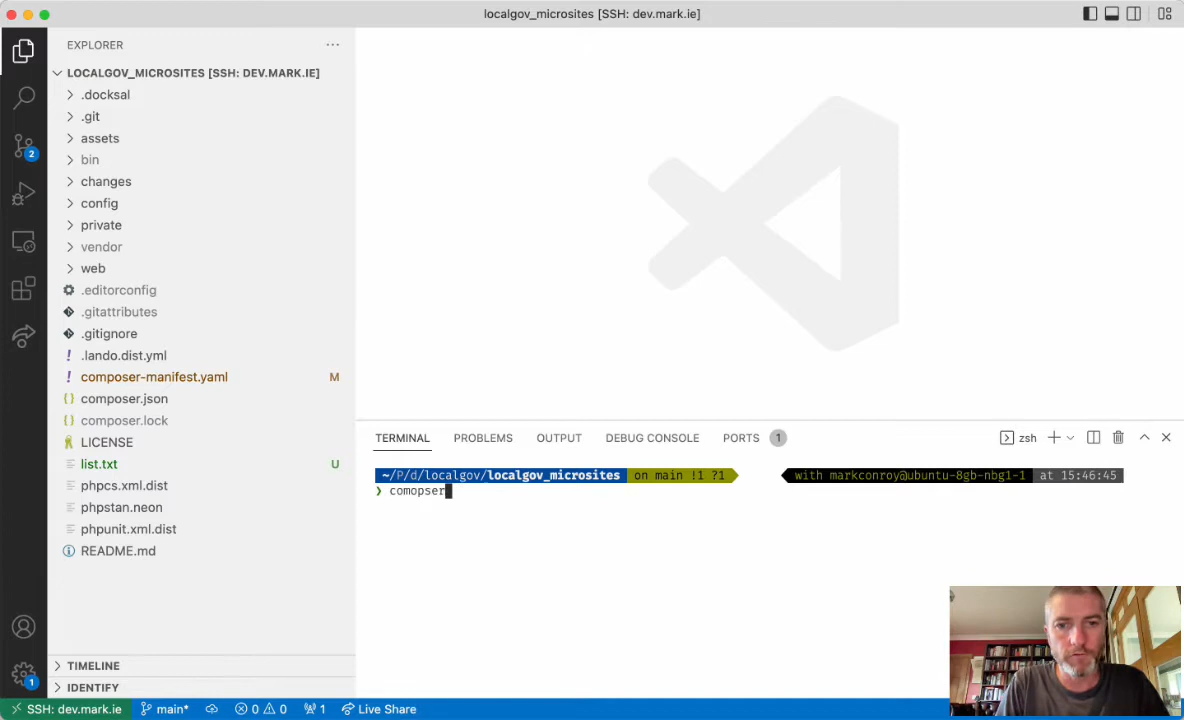 localgov_microsites [SSH: dev.mark.ie]
EXPLORER
LOCALGOV_MICROSITES [SSH: DEV.MARK.IE]
.docksal
.git
assets
bin
changes
config
private
vendor
web
.editorconfig
.gitattributes
.gitignore
.lando.dist.yml
composer-manifest.yaml M
composer.json
composer.lock
LICENSE
list.txt U
phpcs.xml.dist
phpstan.neon
phpunit.xml.dist
README.md
TIMELINE
IDENTIFY
2
1
TERMINAL PROBLEMS OUTPUT DEBUG CONSOLE PORTS 1 zsh
~/P/d/localgov/localgov_microsites on main !1 ?1 with markconroy@ubuntu-8gb-nbg1-1 at 15:46:45
❯ comopser
SSH: dev.mark.ie main* 0 0 1 Live Share